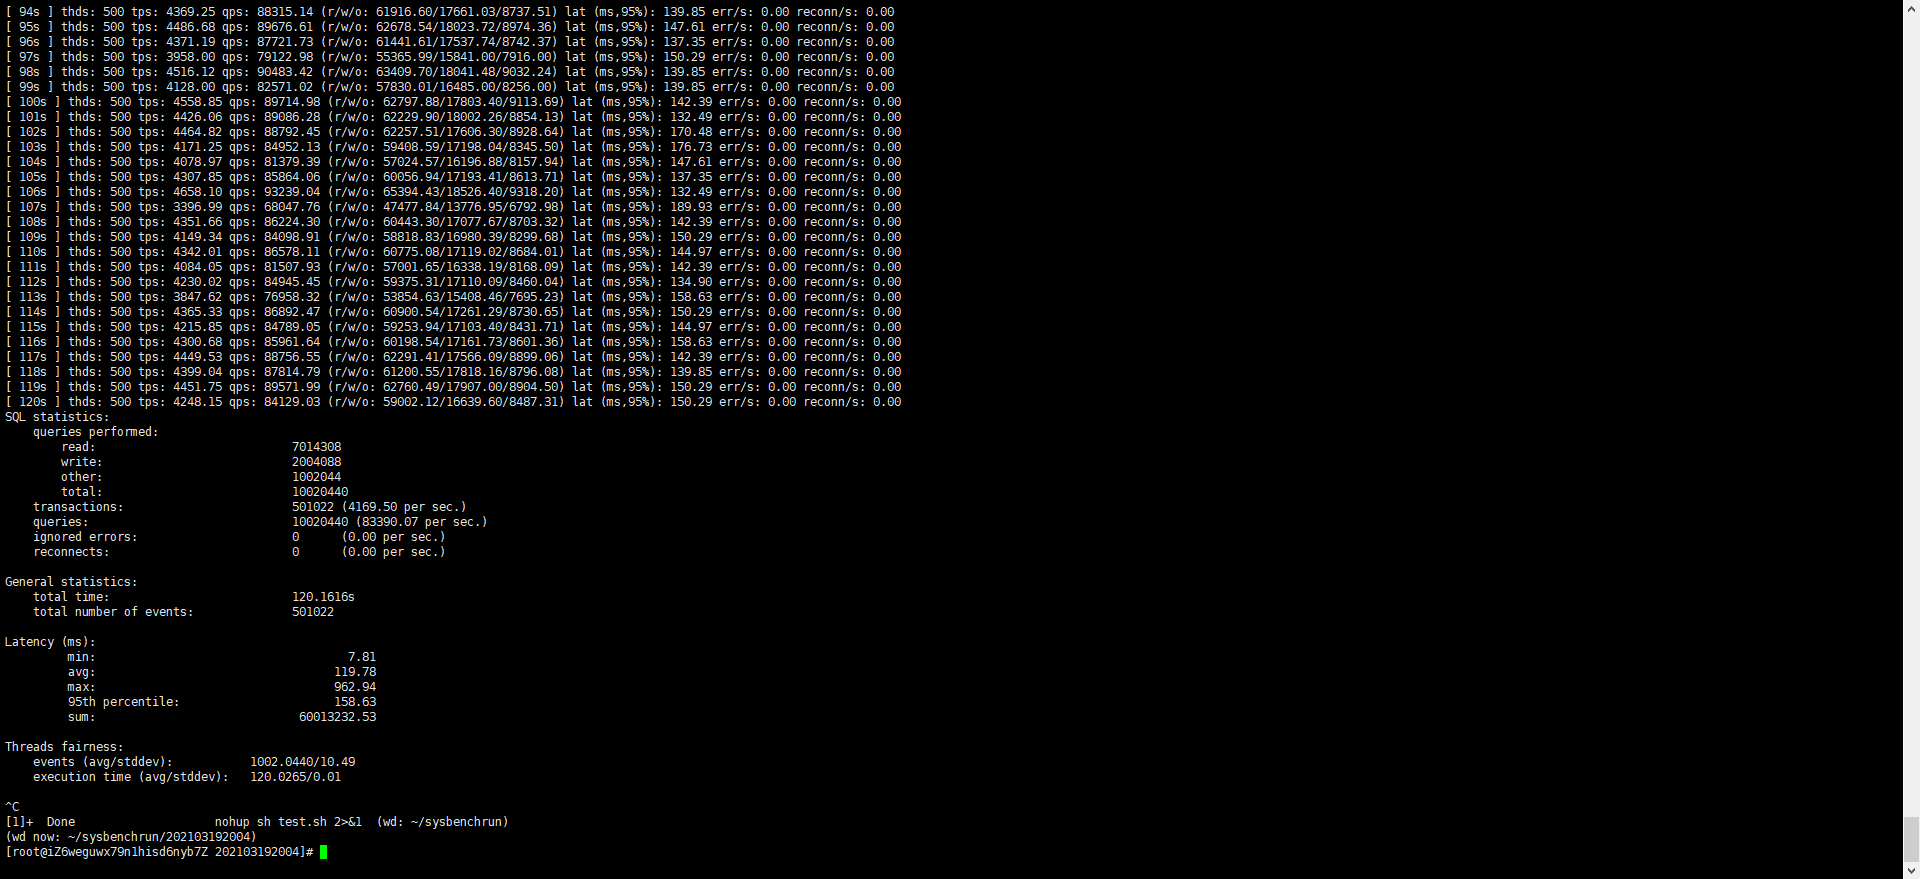 [ 94s ] thds: 500 tps: 4369.25 qps: 88315.14 (r/w/o: 61916.60/17661.03/8737.51) lat (ms,95%): 139.85 err/s: 0.00 reconn/s: 0.00
[ 95s ] thds: 500 tps: 4486.68 qps: 89676.61 (r/w/o: 62678.54/18023.72/8974.36) lat (ms,95%): 147.61 err/s: 0.00 reconn/s: 0.00
[ 96s ] thds: 500 tps: 4371.19 qps: 87721.73 (r/w/o: 61441.61/17537.74/8742.37) lat (ms,95%): 137.35 err/s: 0.00 reconn/s: 0.00
[ 97s ] thds: 500 tps: 3958.00 qps: 79122.98 (r/w/o: 55365.99/15841.00/7916.00) lat (ms,95%): 150.29 err/s: 0.00 reconn/s: 0.00
[ 98s ] thds: 500 tps: 4516.12 qps: 90483.42 (r/w/o: 63409.70/18041.48/9032.24) lat (ms,95%): 139.85 err/s: 0.00 reconn/s: 0.00
[ 99s ] thds: 500 tps: 4128.00 qps: 82571.02 (r/w/o: 57830.01/16485.00/8256.00) lat (ms,95%): 139.85 err/s: 0.00 reconn/s: 0.00
[ 100s ] thds: 500 tps: 4558.85 qps: 89714.98 (r/w/o: 62797.88/17803.40/9113.69) lat (ms,95%): 142.39 err/s: 0.00 reconn/s: 0.00
[ 101s ] thds: 500 tps: 4426.06 qps: 89086.28 (r/w/o: 62229.90/18002.26/8854.13) lat (ms,95%): 132.49 err/s: 0.00 reconn/s: 0.00
[ 102s ] thds: 500 tps: 4464.82 qps: 88792.45 (r/w/o: 62257.51/17606.30/8928.64) lat (ms,95%): 170.48 err/s: 0.00 reconn/s: 0.00
[ 103s ] thds: 500 tps: 4171.25 qps: 84952.13 (r/w/o: 59408.59/17198.04/8345.50) lat (ms,95%): 176.73 err/s: 0.00 reconn/s: 0.00
[ 104s ] thds: 500 tps: 4078.97 qps: 81379.39 (r/w/o: 57024.57/16196.88/8157.94) lat (ms,95%): 147.61 err/s: 0.00 reconn/s: 0.00
[ 105s ] thds: 500 tps: 4307.85 qps: 85864.06 (r/w/o: 60056.94/17193.41/8613.71) lat (ms,95%): 137.35 err/s: 0.00 reconn/s: 0.00
[ 106s ] thds: 500 tps: 4658.10 qps: 93239.04 (r/w/o: 65394.43/18526.40/9318.20) lat (ms,95%): 132.49 err/s: 0.00 reconn/s: 0.00
[ 107s ] thds: 500 tps: 3396.99 qps: 68047.76 (r/w/o: 47477.84/13776.95/6792.98) lat (ms,95%): 189.93 err/s: 0.00 reconn/s: 0.00
[ 108s ] thds: 500 tps: 4351.66 qps: 86224.30 (r/w/o: 60443.30/17077.67/8703.32) lat (ms,95%): 142.39 err/s: 0.00 reconn/s: 0.00
[ 109s ] thds: 500 tps: 4149.34 qps: 84098.91 (r/w/o: 58818.83/16980.39/8299.68) lat (ms,95%): 150.29 err/s: 0.00 reconn/s: 0.00
[ 110s ] thds: 500 tps: 4342.01 qps: 86578.11 (r/w/o: 60775.08/17119.02/8684.01) lat (ms,95%): 144.97 err/s: 0.00 reconn/s: 0.00
[ 111s ] thds: 500 tps: 4084.05 qps: 81507.93 (r/w/o: 57001.65/16338.19/8168.09) lat (ms,95%): 142.39 err/s: 0.00 reconn/s: 0.00
[ 112s ] thds: 500 tps: 4230.02 qps: 84945.45 (r/w/o: 59375.31/17110.09/8460.04) lat (ms,95%): 134.90 err/s: 0.00 reconn/s: 0.00
[ 113s ] thds: 500 tps: 3847.62 qps: 76958.32 (r/w/o: 53854.63/15408.46/7695.23) lat (ms,95%): 158.63 err/s: 0.00 reconn/s: 0.00
[ 114s ] thds: 500 tps: 4365.33 qps: 86892.47 (r/w/o: 60900.54/17261.29/8730.65) lat (ms,95%): 150.29 err/s: 0.00 reconn/s: 0.00
[ 115s ] thds: 500 tps: 4215.85 qps: 84789.05 (r/w/o: 59253.94/17103.40/8431.71) lat (ms,95%): 144.97 err/s: 0.00 reconn/s: 0.00
[ 116s ] thds: 500 tps: 4300.68 qps: 85961.64 (r/w/o: 60198.54/17161.73/8601.36) lat (ms,95%): 158.63 err/s: 0.00 reconn/s: 0.00
[ 117s ] thds: 500 tps: 4449.53 qps: 88756.55 (r/w/o: 62291.41/17566.09/8899.06) lat (ms,95%): 142.39 err/s: 0.00 reconn/s: 0.00
[ 118s ] thds: 500 tps: 4399.04 qps: 87814.79 (r/w/o: 61200.55/17818.16/8796.08) lat (ms,95%): 139.85 err/s: 0.00 reconn/s: 0.00
[ 119s ] thds: 500 tps: 4451.75 qps: 89571.99 (r/w/o: 62760.49/17907.00/8904.50) lat (ms,95%): 150.29 err/s: 0.00 reconn/s: 0.00
[ 120s ] thds: 500 tps: 4248.15 qps: 84129.03 (r/w/o: 59002.12/16639.60/8487.31) lat (ms,95%): 150.29 err/s: 0.00 reconn/s: 0.00
SQL statistics:
queries performed:
read: 7014308
write: 2004088
other: 1002044
total: 10020440
transactions: 501022 (4169.50 per sec.)
queries: 10020440 (83390.07 per sec.)
ignored errors: 0 (0.00 per sec.)
reconnects: 0 (0.00 per sec.)
General statistics:
total time: 120.1616s
total number of events: 501022
Latency (ms):
min: 7.81
avg: 119.78
max: 962.94
95th percentile: 158.63
sum: 60013232.53
Threads fairness:
events (avg/stddev): 1002.0440/10.49
execution time (avg/stddev): 120.0265/0.01
^C
[1]+ Done nohup sh test.sh 2>&1 (wd: ~/sysbenchrun)
(wd now: ~/sysbenchrun/202103192004)
[root@iZ6weguwx79n1hisd6nyb7Z 202103192004]#